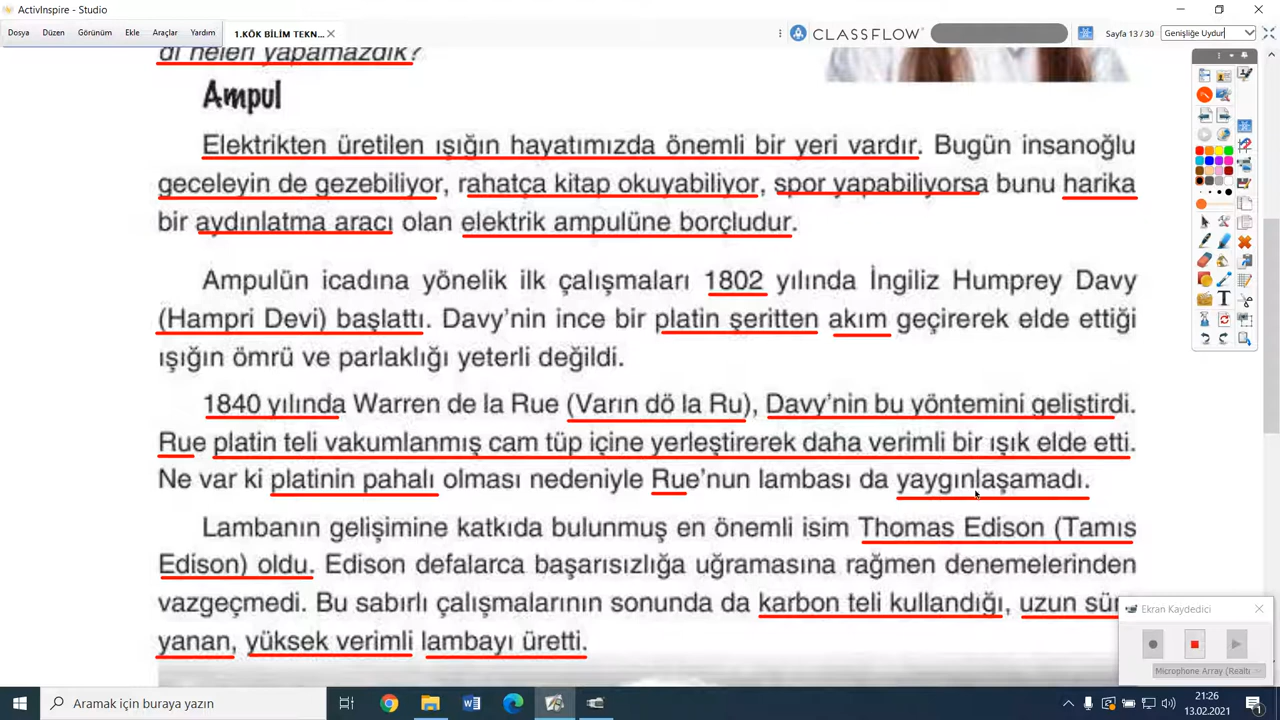 ActivInspire - Studio
Dosya Düzen Görünüm Ekle Araçlar Yardım 1.KÖK BİLİM TEKN... CLASSFLOW Sayfa 13 / 30 Genişliğe Uydur
di neleri yapamazdık?
Ampul
Elektrikten üretilen ışığın hayatımızda önemli bir yeri vardır. Bugün insanoğlu
geceleyin de gezebiliyor, rahatça kitap okuyabiliyor, spor yapabiliyorsa bunu harika
bir aydınlatma aracı olan elektrik ampulüne borçludur.
Ampulün icadına yönelik ilk çalışmaları 1802 yılında İngiliz Humprey Davy
(Hampri Devi) başlattı. Davy'nin ince bir platin şeritten akım geçirerek elde ettiği
ışığın ömrü ve parlaklığı yeterli değildi.
1840 yılında Warren de la Rue (Varın dö la Ru), Davy'nin bu yöntemini geliştirdi.
Rue platin teli vakumlanmış cam tüp içine yerleştirerek daha verimli bir ışık elde etti.
Ne var ki platinin pahalı olması nedeniyle Rue'nun lambası da yaygınlaşamadı.
Lambanın gelişimine katkıda bulunmuş en önemli isim Thomas Edison (Tamıs
Edison) oldu. Edison defalarca başarısızlığa uğramasına rağmen denemelerinden
vazgeçmedi. Bu sabırlı çalışmalarının sonunda da karbon teli kullandığı, uzun sür
yanan, yüksek verimli lambayı üretti.
Ekran Kaydedici
Microphone Array (Realt
Aramak için buraya yazın
21:26
13.02.2021